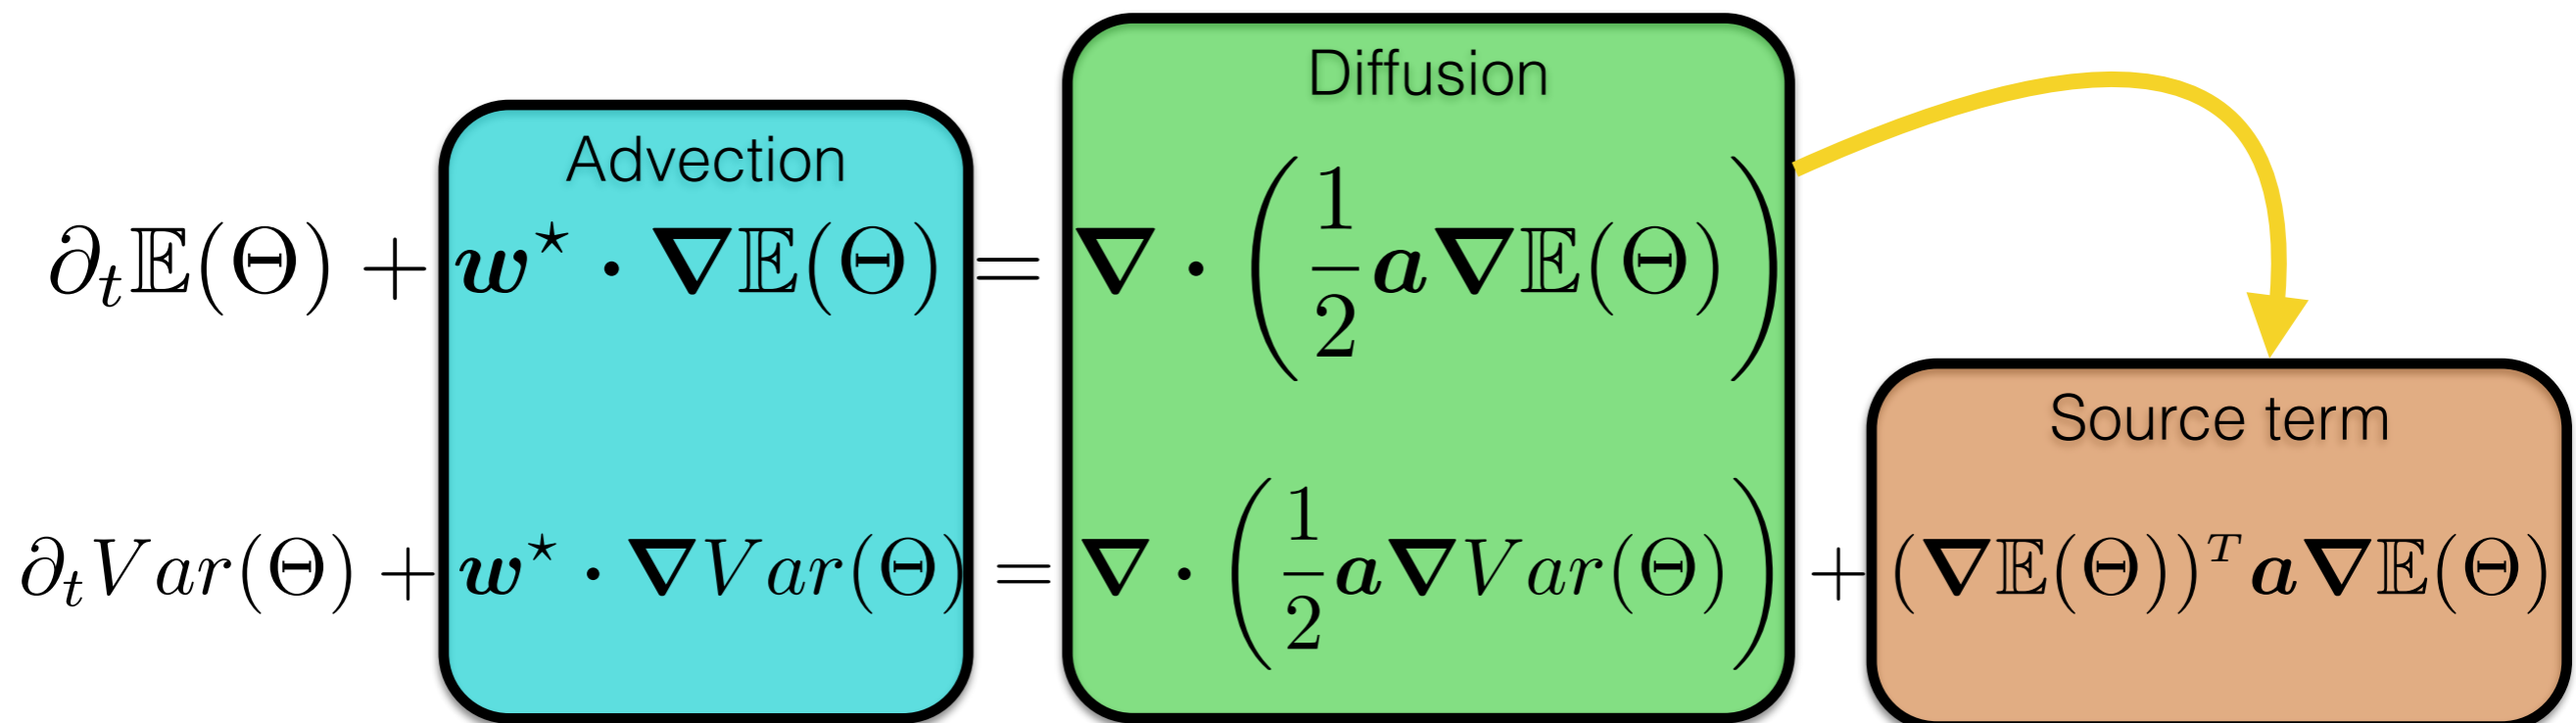 Diffusion
Advection
∂ₜ𝔼(Θ) + w⋆ · ∇𝔼(Θ) = ∇ · (1/2 a∇𝔼(Θ))
Source term
∂ₜVar(Θ) + w⋆ · ∇Var(Θ) = ∇ · (1/2 a∇Var(Θ)) + (∇𝔼(Θ))ᵀ a∇𝔼(Θ)